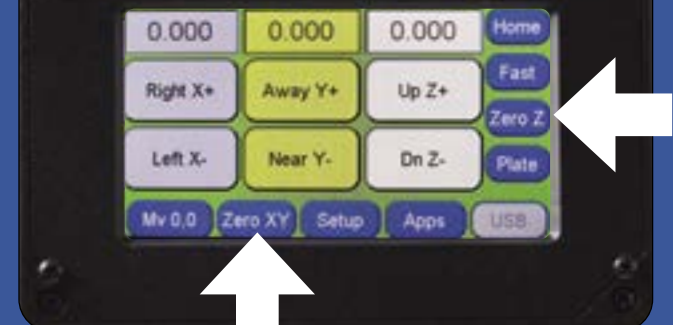 0.000 0.000 0.000 Home
Fast
Right X+ Away Y+ Up Z+
Zero Z
Left X- Near Y- Dn Z- Plate
Mv 0,0 Zero XY Setup Apps USB